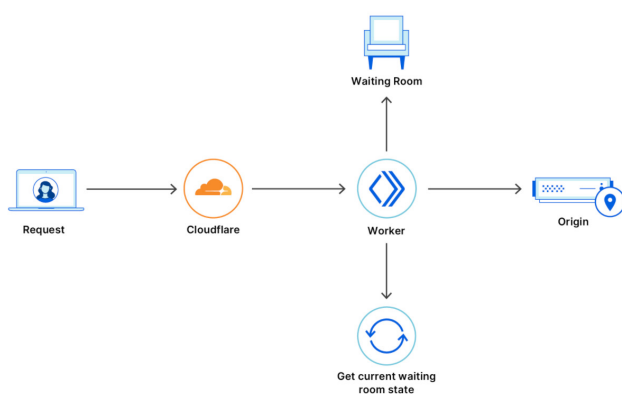 Waiting Room
Request
Cloudflare
Worker
Origin
Get current waiting
room state